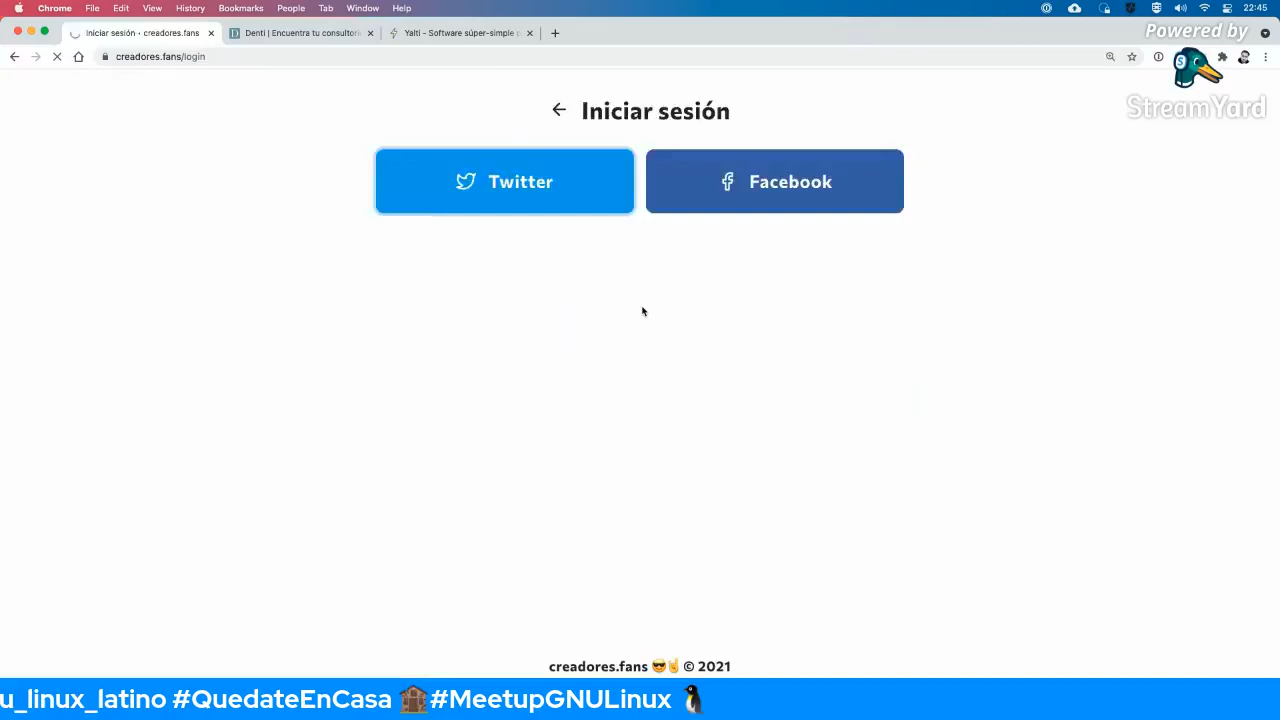 Chrome File Edit View History Bookmarks People Tab Window Help 22:45
Iniciar sesión · creadores.fans
Denti | Encuentra tu consultori
Yalti - Software súper-simple p
Powered by
creadores.fans/login
StreamYard
Iniciar sesión
Twitter
Facebook
creadores.fans 😎🤘 © 2021
u_linux_latino #QuedateEnCasa 🏚️#MeetupGNULinux 🐧